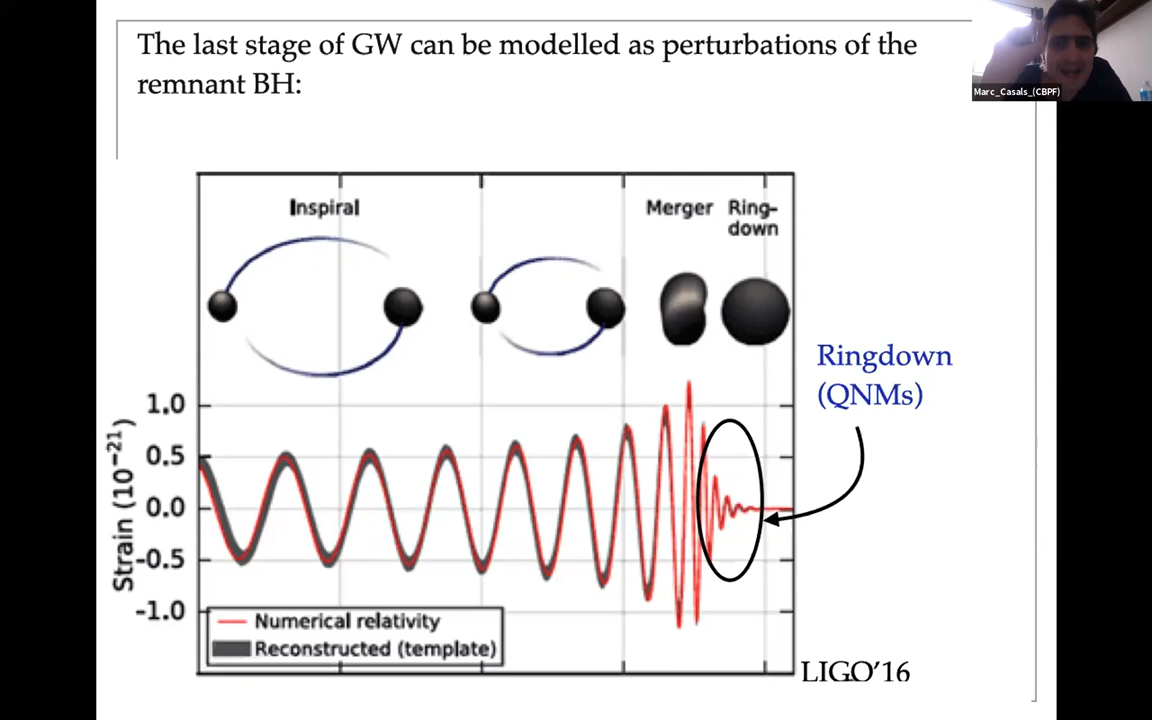 The last stage of GW can be modelled as perturbations of the
remnant BH:
Marc_Casals_(CBPF)
Inspiral
Merger
Ring-
down
Ringdown
(QNMs)
Strain (10⁻²¹)
1.0
0.5
0.0
-0.5
-1.0
Numerical relativity
Reconstructed (template)
LIGO'16